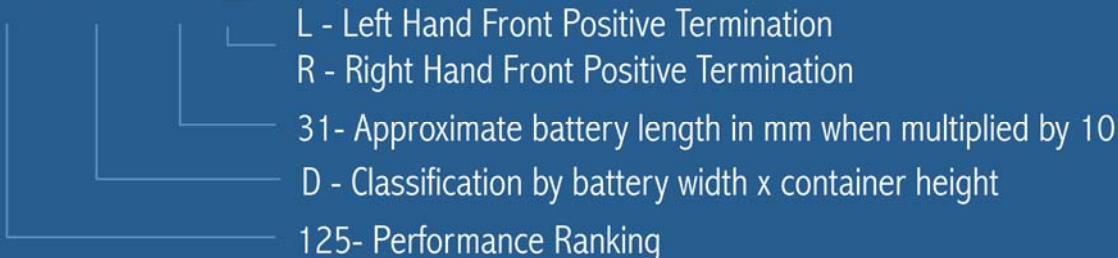 L - Left Hand Front Positive Termination
R - Right Hand Front Positive Termination
31- Approximate battery length in mm when multiplied by 10
D - Classification by battery width x container height
125- Performance Ranking